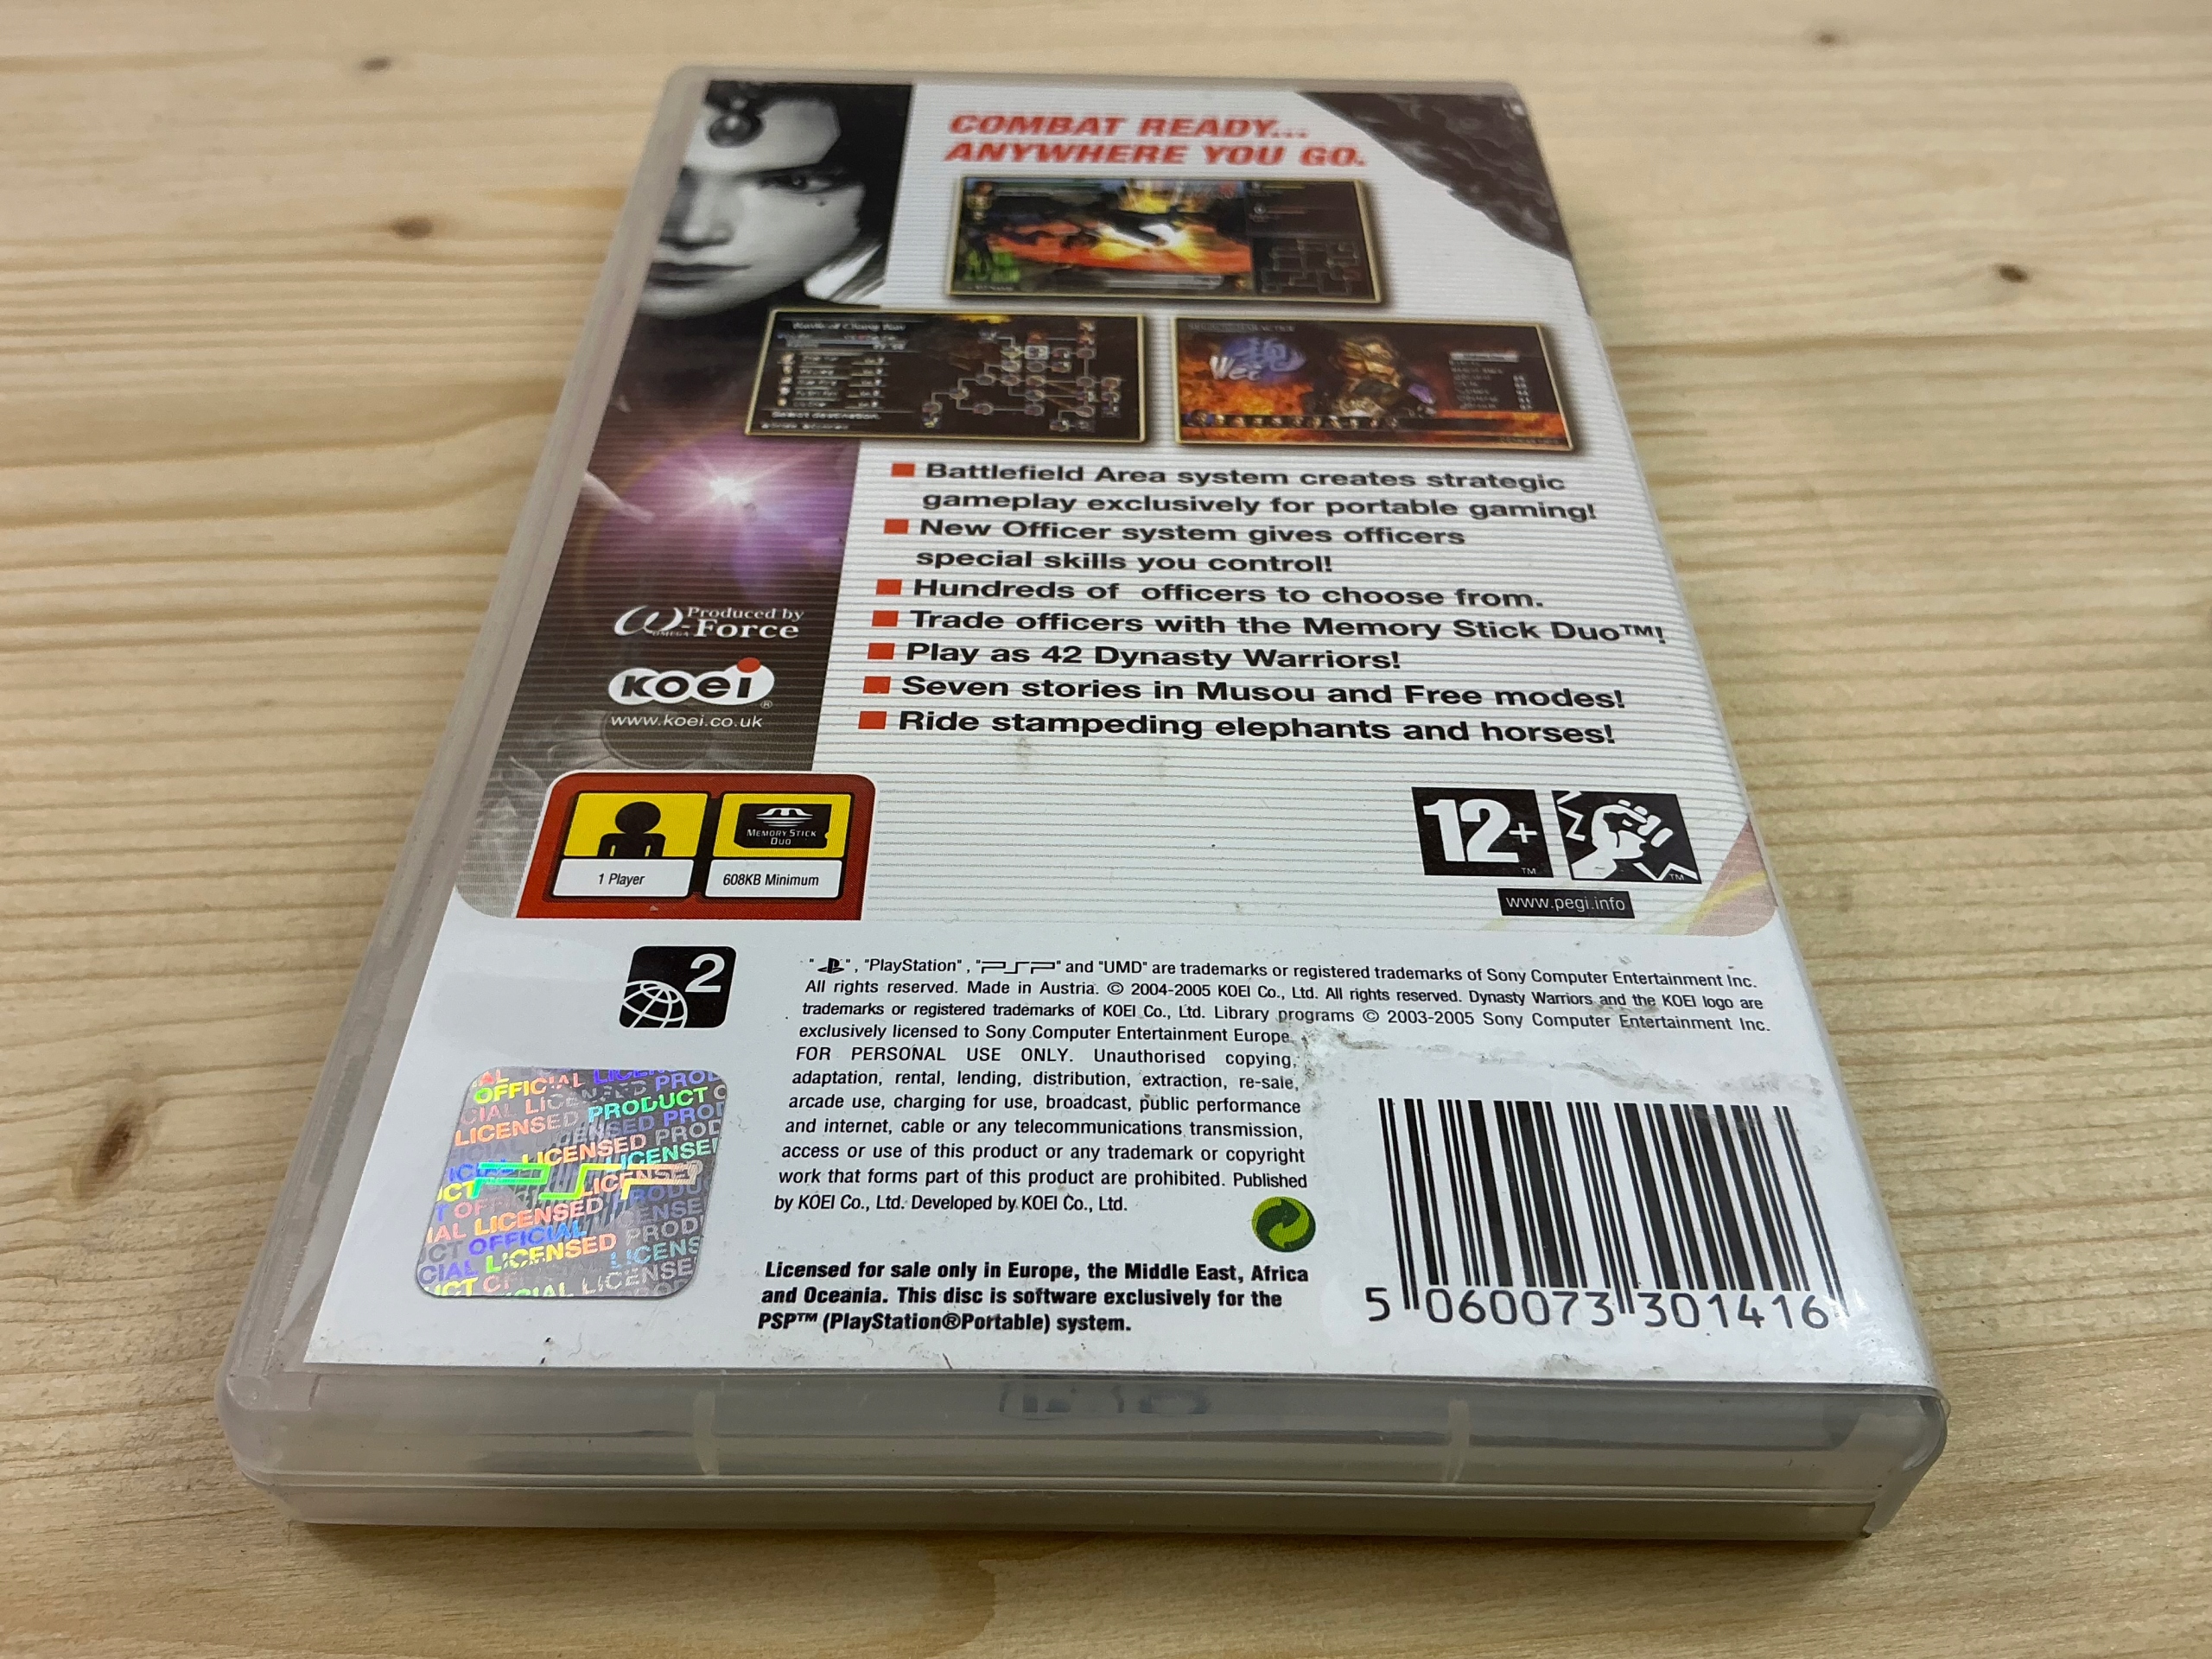 COMBAT READY...
ANYWHERE YOU GO.
Wei
Select destination.
Battlefield Area system creates strategic
gameplay exclusively for portable gaming!
New Officer system gives officers
special skills you control!
Hundreds of officers to choose from.
Trade officers with the Memory Stick Duo™!
Play as 42 Dynasty Warriors!
Seven stories in Musou and Free modes!
Ride stampeding elephants and horses!
Produced by
ω-Force
OMEGA
KOEI®
www.koei.co.uk
MEMORY STICK
DUO
1 Player
608KB Minimum
12+™
™
www.pegi.info
2
" ", "PlayStation", "PSP" and "UMD" are trademarks or registered trademarks of Sony Computer Entertainment Inc.
All rights reserved. Made in Austria. © 2004-2005 KOEI Co., Ltd. All rights reserved. Dynasty Warriors and the KOEI logo are
trademarks or registered trademarks of KOEI Co., Ltd. Library programs © 2003-2005 Sony Computer Entertainment Inc.
exclusively licensed to Sony Computer Entertainment Europe.
FOR PERSONAL USE ONLY. Unauthorised copying,
adaptation, rental, lending, distribution, extraction, re-sale,
arcade use, charging for use, broadcast, public performance
and internet, cable or any telecommunications transmission,
access or use of this product or any trademark or copyright
work that forms part of this product are prohibited. Published
by KOEI Co., Ltd. Developed by KOEI Co., Ltd.
Licensed for sale only in Europe, the Middle East, Africa
and Oceania. This disc is software exclusively for the
PSP™ (PlayStation®Portable) system.
OFFICIAL LICENSED PRODUCT
PSP
5 060073 301416